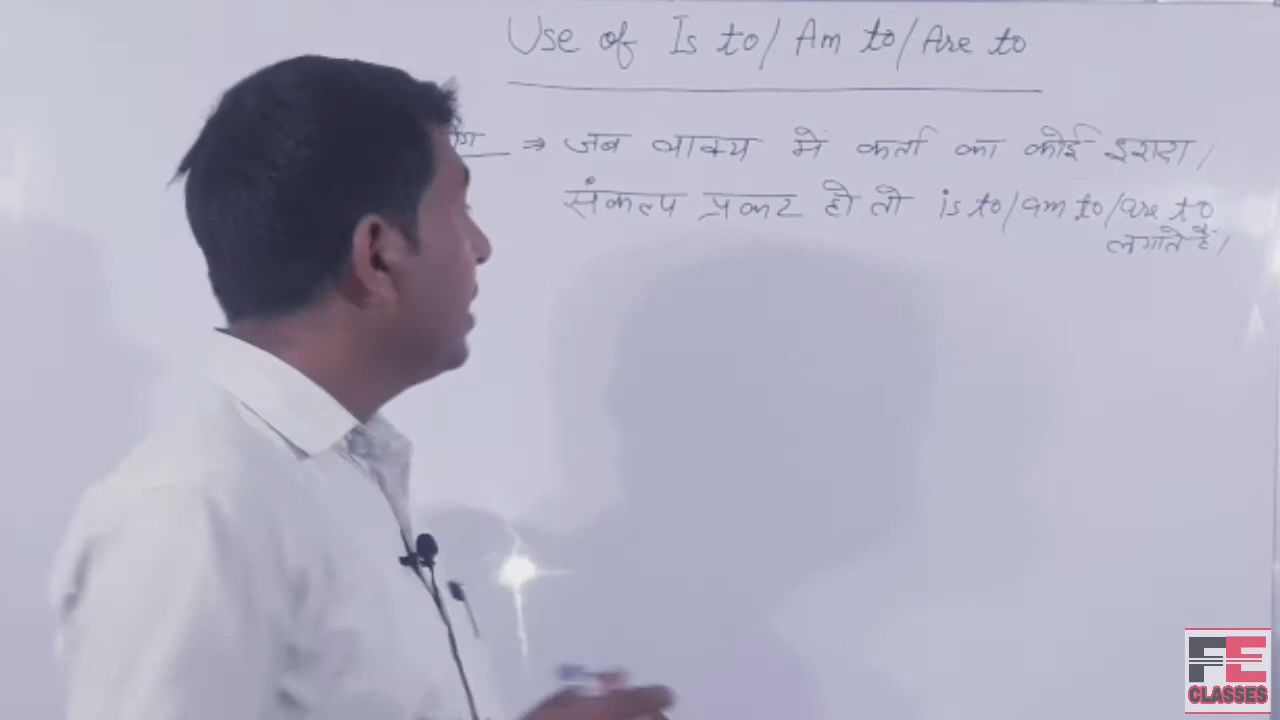 Use of Is to/ Am to/ Are to
⇒ जब वाक्य में कर्ता का कोई इरादा/
संकल्प प्रकट हो तो is to/am to/are to
लगाते हैं/
FE
CLASSES